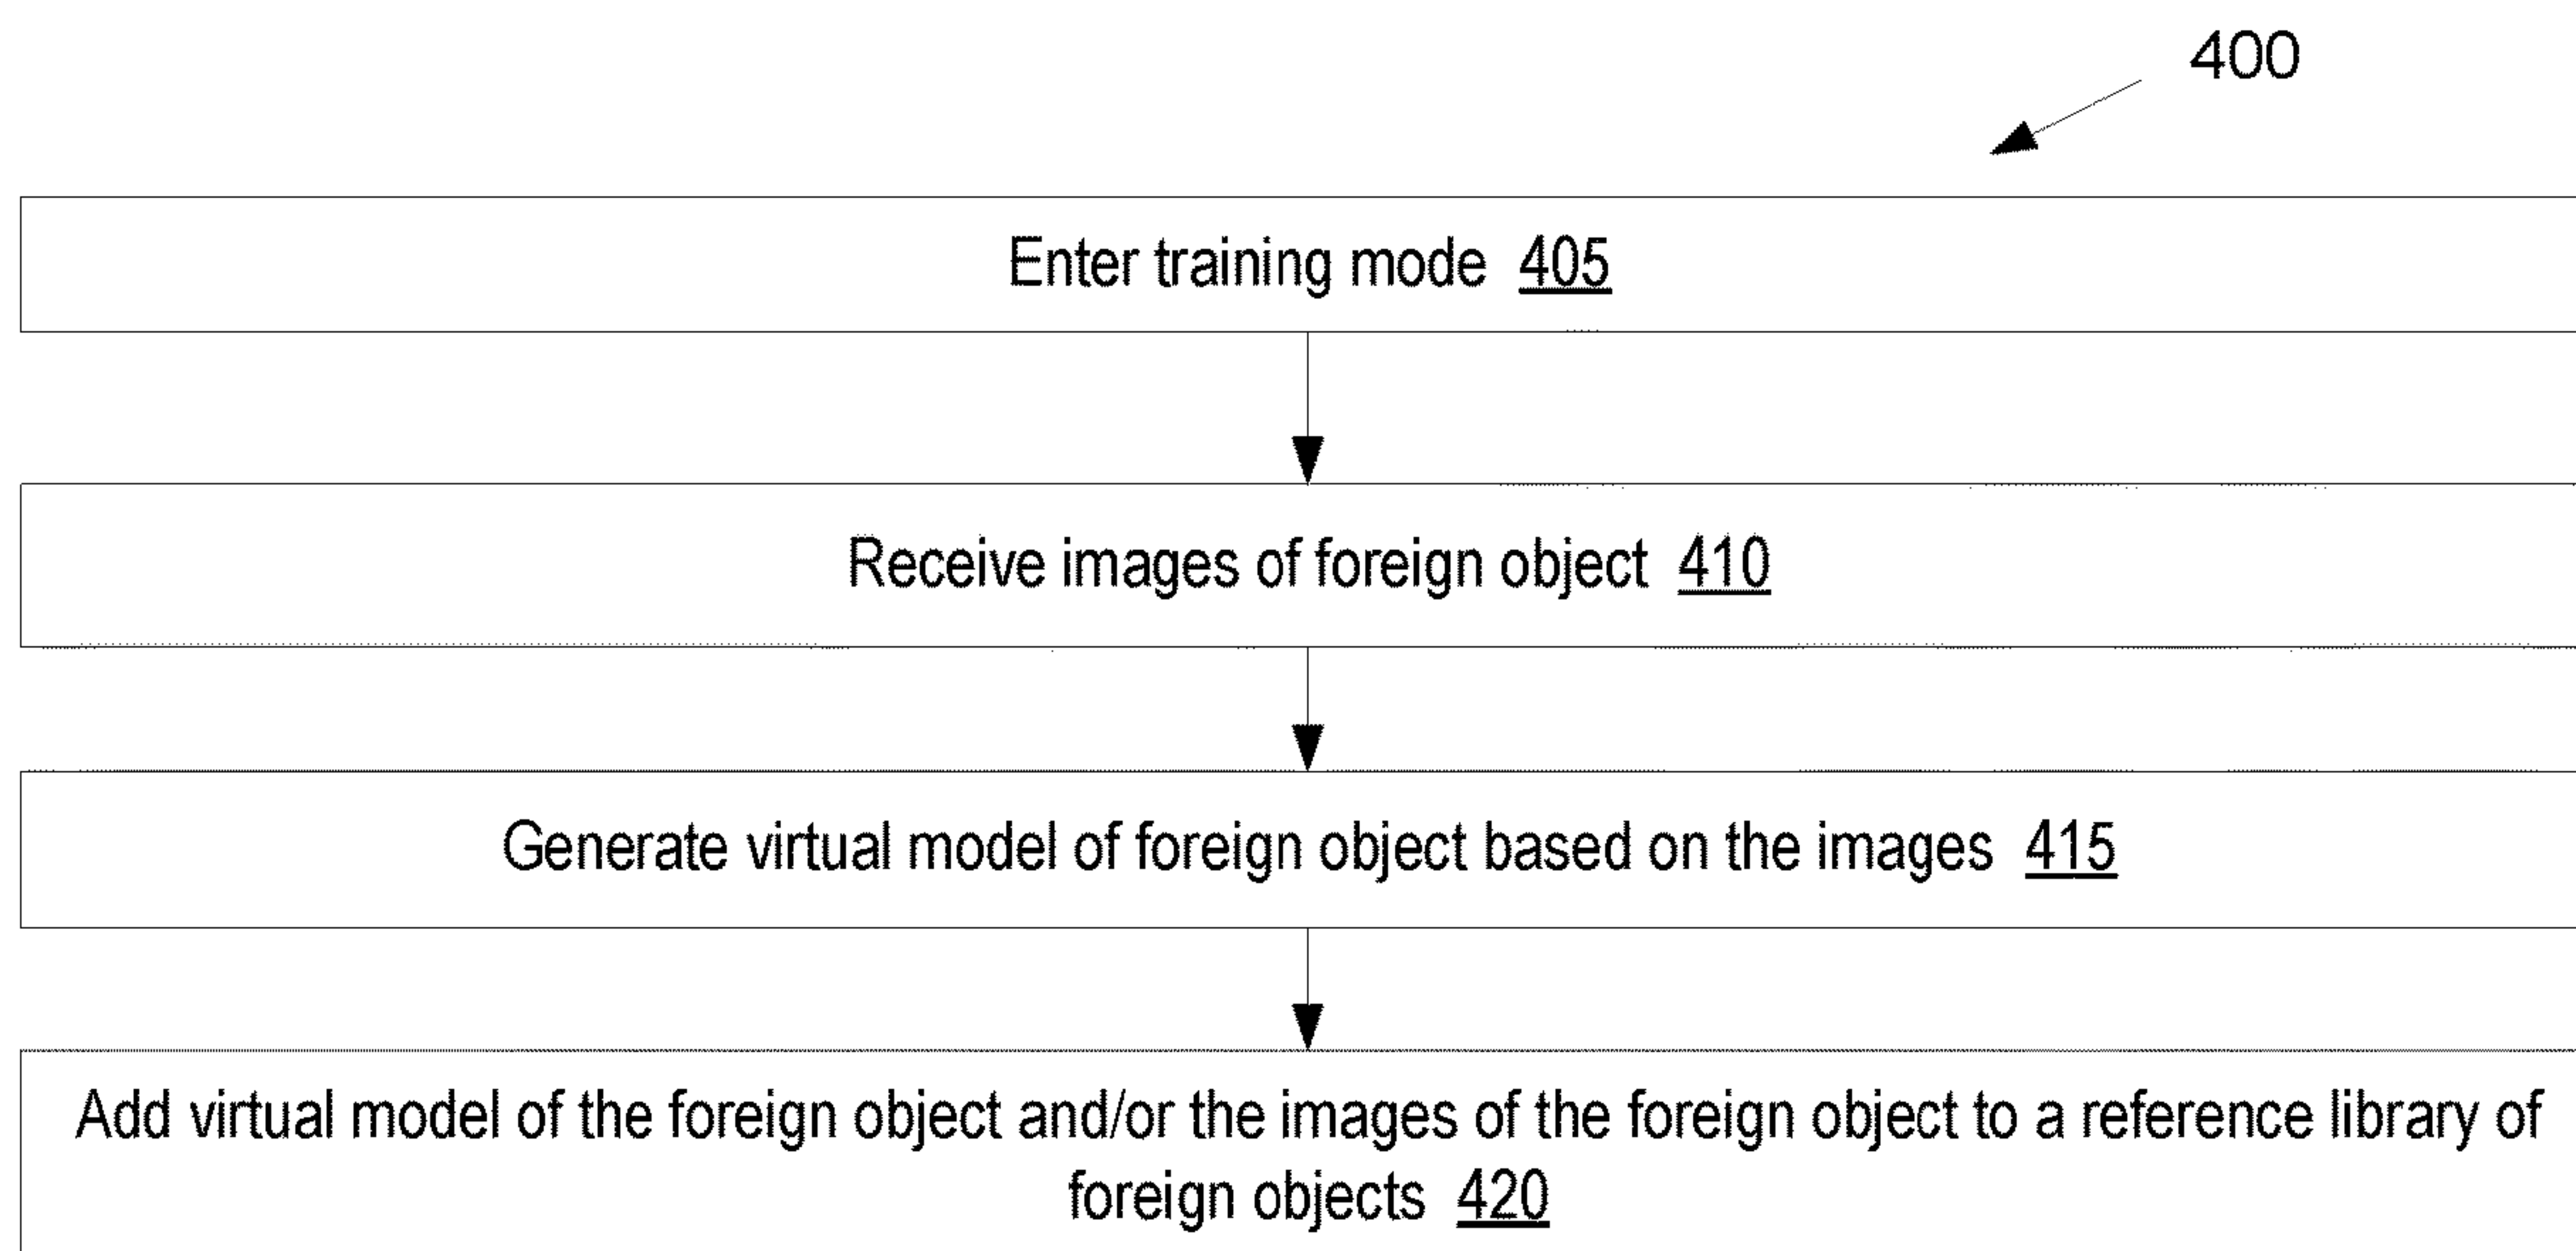 400
Enter training mode 405
Receive images of foreign object 410
Generate virtual model of foreign object based on the images 415
Add virtual model of the foreign object and/or the images of the foreign object to a reference library of
foreign objects 420